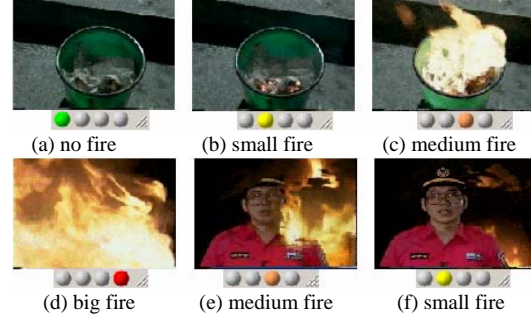 (a) no fire
(b) small fire
(c) medium fire
(d) big fire
(e) medium fire
(f) small fire